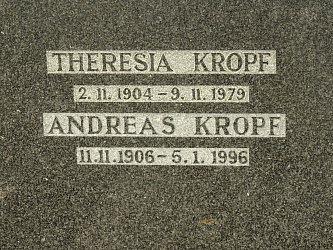 THERESIA KROPF
2. 11. 1904 – 9. 11. 1979
ANDREAS KROPF
11. 11. 1906 – 5. 1. 1996